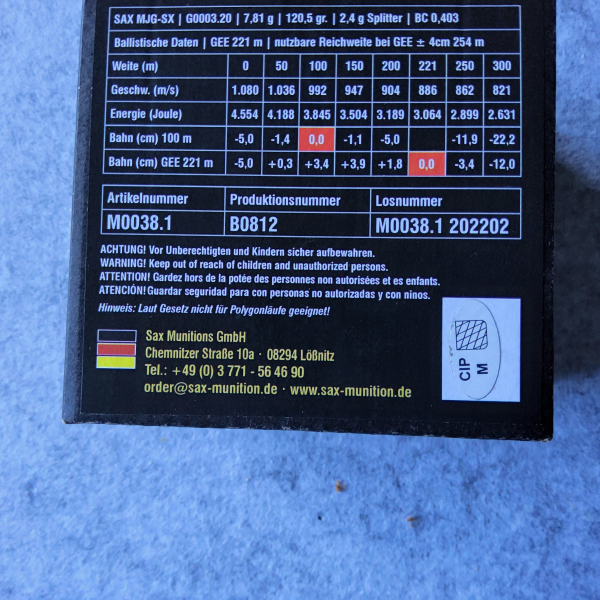 SAX MJG-SX | G0003.20 | 7,81 g | 120,5 gr. | 2,4 g Splitter | BC 0,403
Ballistische Daten | GEE 221 m | nutzbare Reichweite bei GEE ± 4cm 254 m
Weite (m) 0 50 100 150 200 221 250 300
Geschw. (m/s) 1.080 1.036 992 947 904 886 862 821
Energie (Joule) 4.554 4.188 3.845 3.504 3.189 3.064 2.899 2.631
Bahn (cm) 100 m -5,0 -1,4 0,0 -1,1 -5,0 -11,9 -22,2
Bahn (cm) GEE 221 m -5,0 +0,3 +3,4 +3,9 +1,8 0,0 -3,4 -12,0
Artikelnummer Produktionsnummer Losnummer
M0038.1 B0812 M0038.1 202202
ACHTUNG! Vor Unberechtigten und Kindern sicher aufbewahren.
WARNING! Keep out of reach of children and unauthorized persons.
ATTENTION! Gardez hors de la potée des personnes non autorisées et es enfants.
ATENCIÓN! Guardar seguridad para con personas no autorizadas y con ninos.
Hinweis: Laut Gesetz nicht für Polygonläufe geeignet!
Sax Munitions GmbH
Chemnitzer Straße 10a · 08294 Lößnitz
Tel.: +49 (0) 3 771 - 56 46 90
order@sax-munition.de · www.sax-munition.de
CIP
M